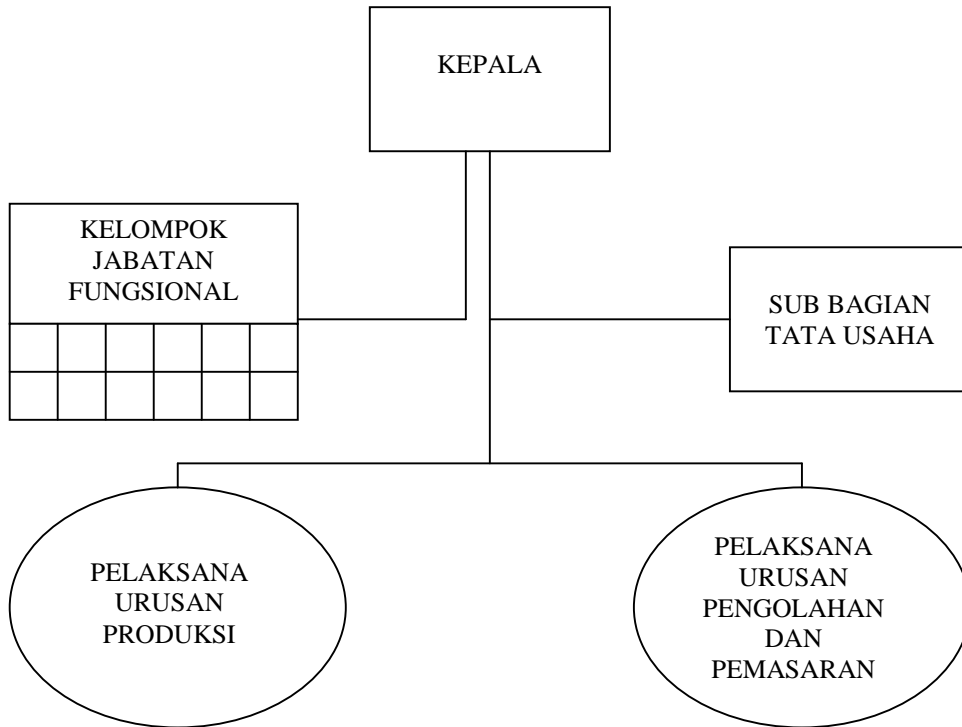 KEPALA
KELOMPOK
JABATAN
FUNGSIONAL
SUB BAGIAN
TATA USAHA
PELAKSANA
URUSAN
PRODUKSI
PELAKSANA
URUSAN
PENGOLAHAN
DAN
PEMASARAN